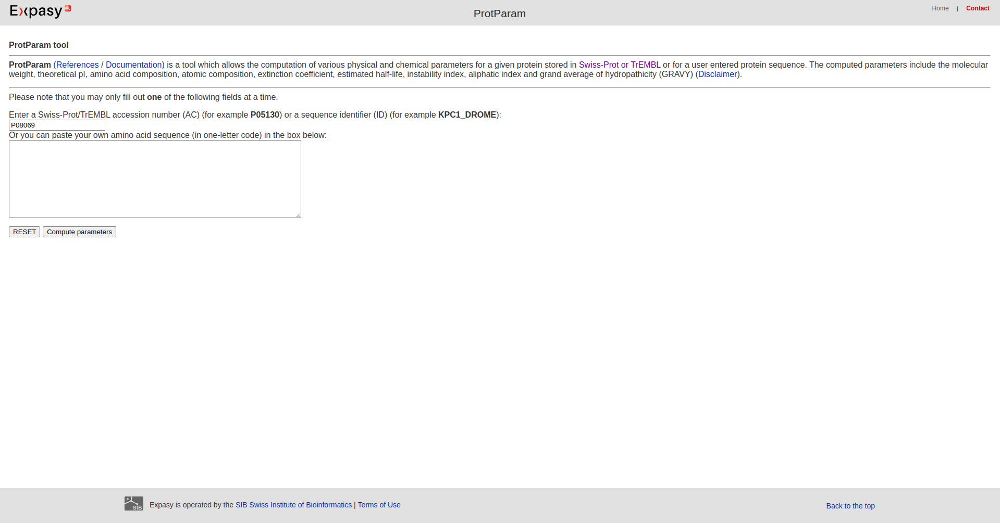 Expasy
ProtParam
Home | Contact
ProtParam tool
ProtParam (References / Documentation) is a tool which allows the computation of various physical and chemical parameters for a given protein stored in Swiss-Prot or TrEMBL or for a user entered protein sequence. The computed parameters include the molecular
weight, theoretical pI, amino acid composition, atomic composition, extinction coefficient, estimated half-life, instability index, aliphatic index and grand average of hydropathicity (GRAVY) (Disclaimer).
Please note that you may only fill out one of the following fields at a time.
Enter a Swiss-Prot/TrEMBL accession number (AC) (for example P05130) or a sequence identifier (ID) (for example KPC1_DROME):
P08069
Or you can paste your own amino acid sequence (in one-letter code) in the box below:
RESET Compute parameters
SIB
Expasy is operated by the SIB Swiss Institute of Bioinformatics | Terms of Use
Back to the top